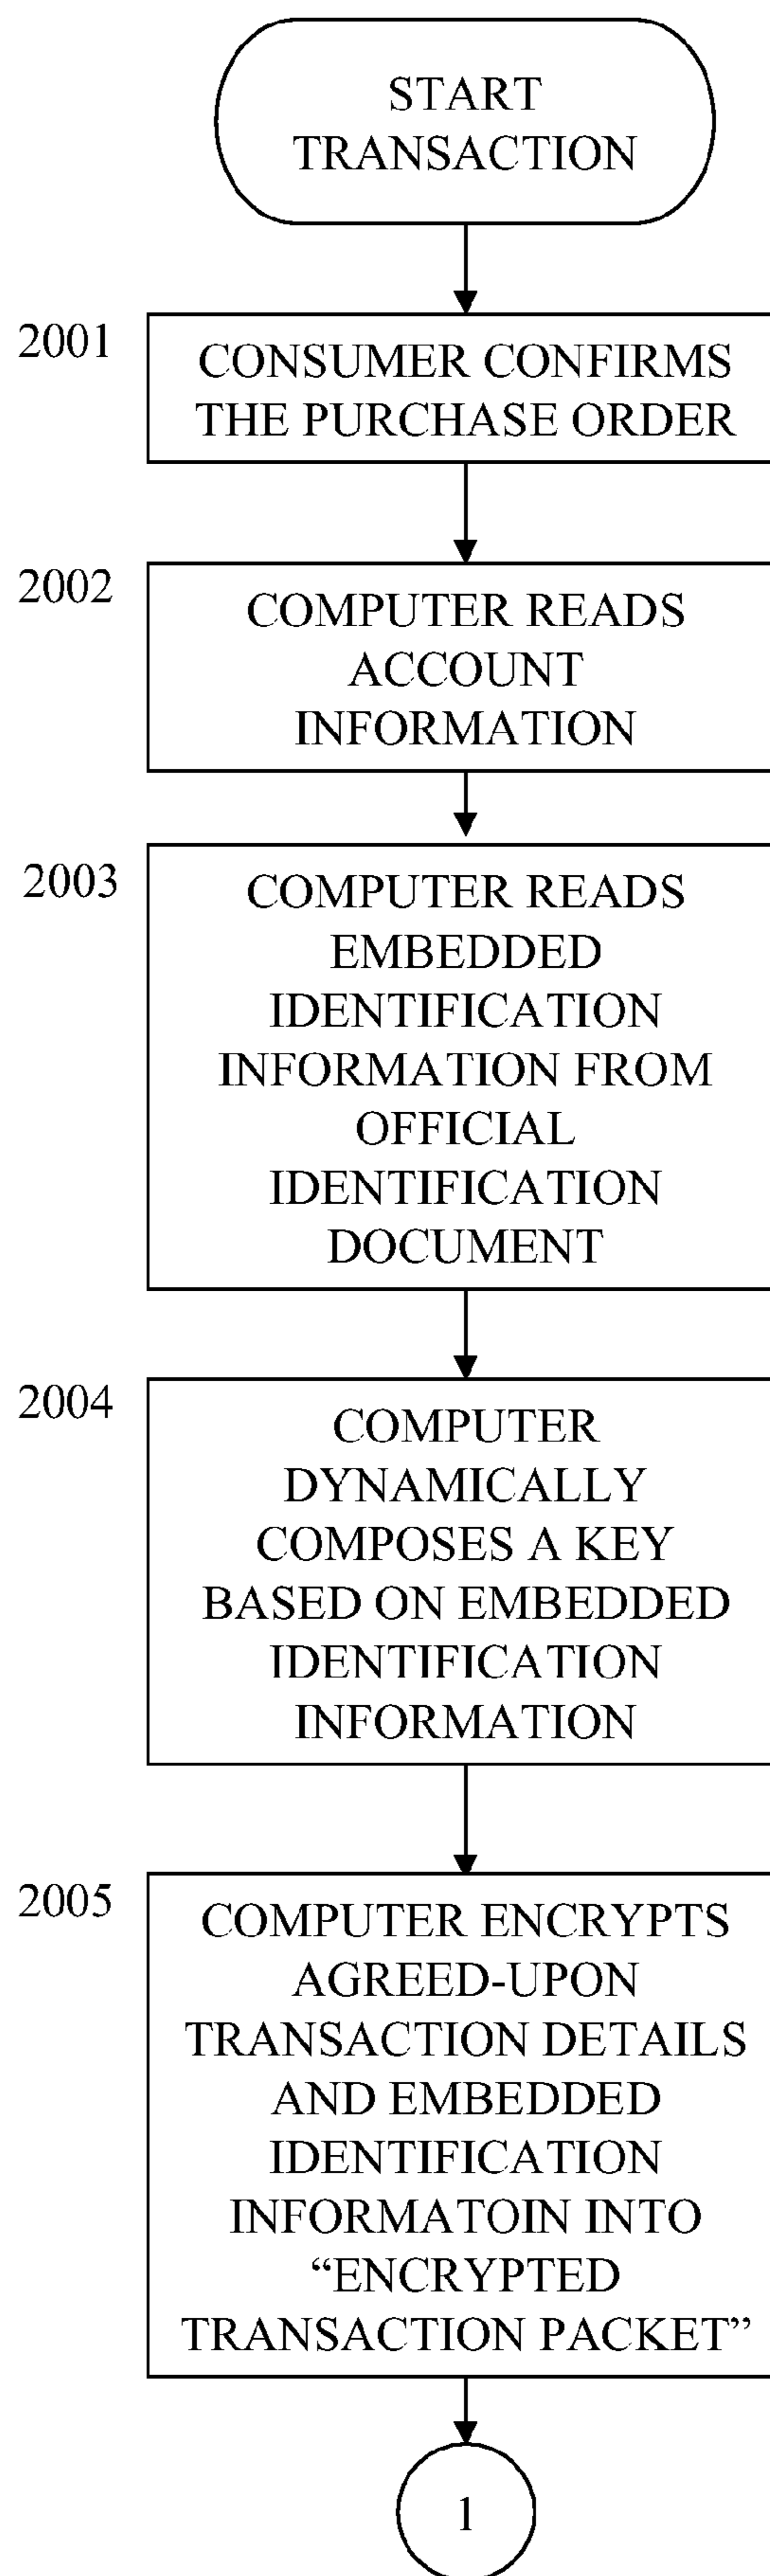 START
TRANSACTION
2001
CONSUMER CONFIRMS
THE PURCHASE ORDER
2002
COMPUTER READS
ACCOUNT
INFORMATION
2003
COMPUTER READS
EMBEDDED
IDENTIFICATION
INFORMATION FROM
OFFICIAL
IDENTIFICATION
DOCUMENT
2004
COMPUTER
DYNAMICALLY
COMPOSES A KEY
BASED ON EMBEDDED
IDENTIFICATION
INFORMATION
2005
COMPUTER ENCRYPTS
AGREED-UPON
TRANSACTION DETAILS
AND EMBEDDED
IDENTIFICATION
INFORMATOIN INTO
“ENCRYPTED
TRANSACTION PACKET”
1